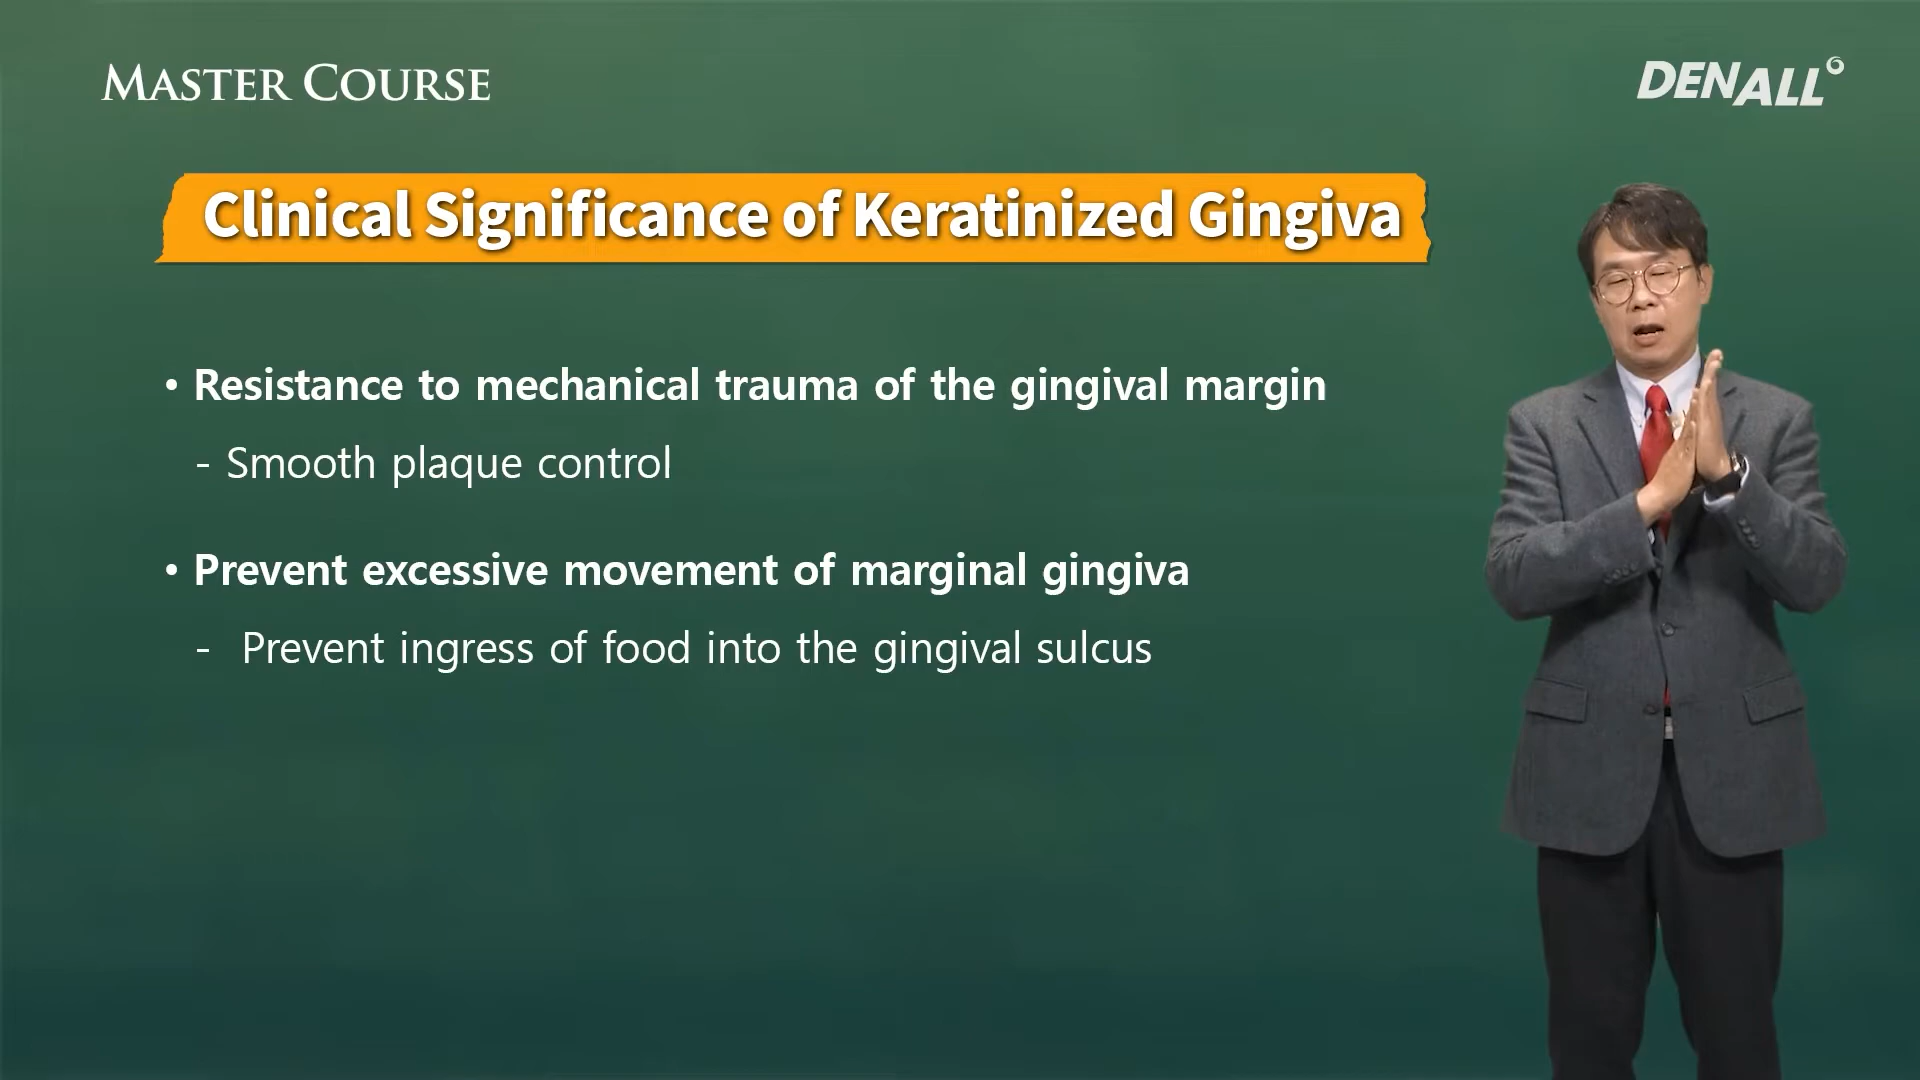 MASTER COURSE
DENALL
Clinical Significance of Keratinized Gingiva
• Resistance to mechanical trauma of the gingival margin
- Smooth plaque control
• Prevent excessive movement of marginal gingiva
- Prevent ingress of food into the gingival sulcus